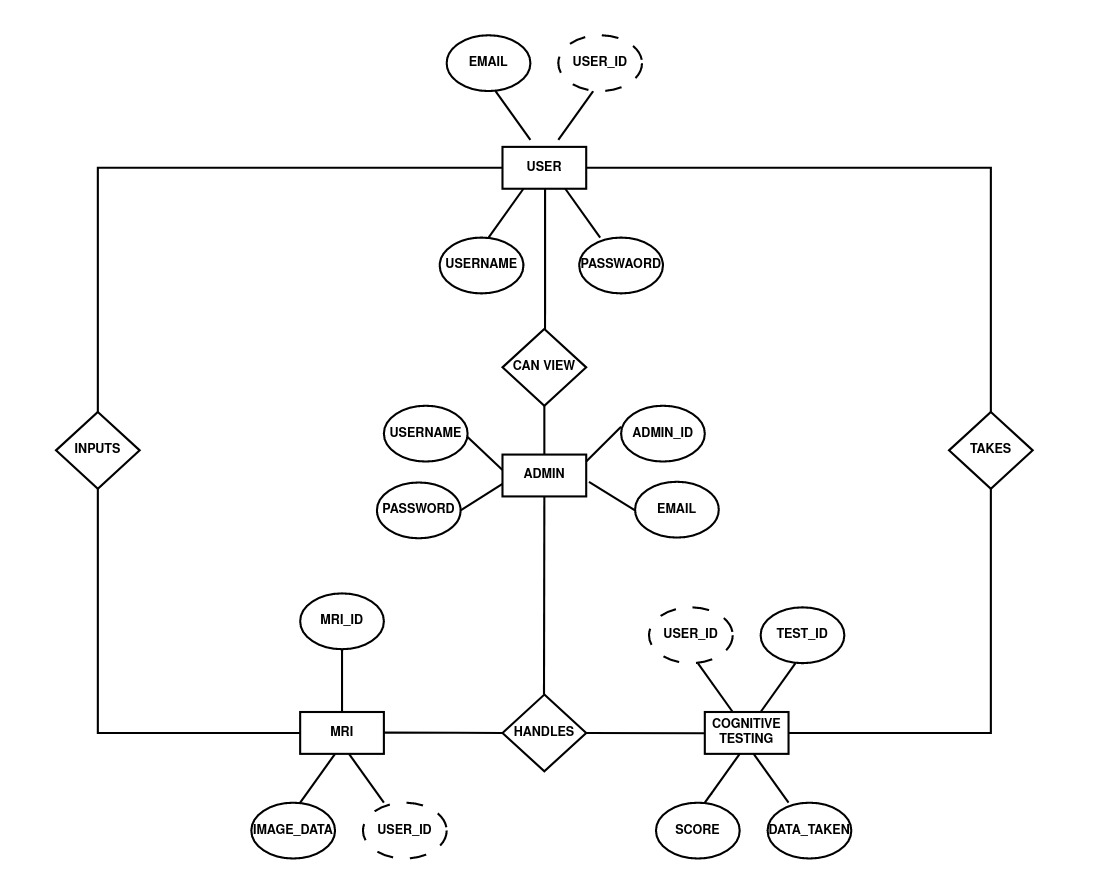 EMAIL
USER_ID
USER
USERNAME
PASSWAORD
CAN VIEW
USERNAME
ADMIN_ID
INPUTS
TAKES
ADMIN
PASSWORD
EMAIL
MRI_ID
USER_ID
TEST_ID
MRI
HANDLES
COGNITIVE
TESTING
IMAGE_DATA
USER_ID
SCORE
DATA_TAKEN